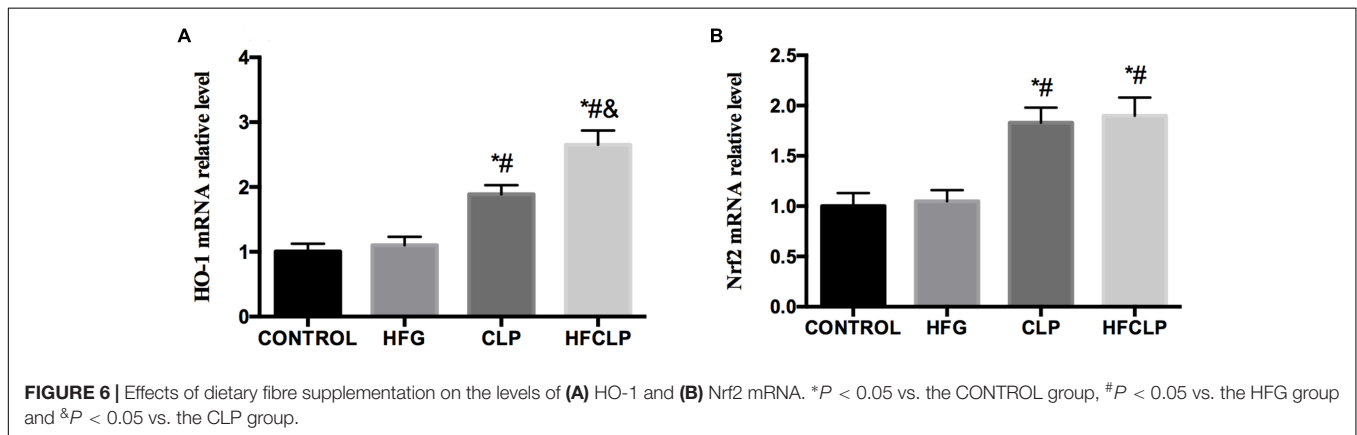 A
HO-1 mRNA relative level
4
3
2
1
0
*#
*#&
CONTROL HFG CLP HFCLP
B
Nrf2 mRNA relative level
2.5
2.0
1.5
1.0
0.5
0.0
*#
*#
CONTROL HFG CLP HFCLP
FIGURE 6 | Effects of dietary fibre supplementation on the levels of (A) HO-1 and (B) Nrf2 mRNA. *P < 0.05 vs. the CONTROL group, #P < 0.05 vs. the HFG group
and &P < 0.05 vs. the CLP group.